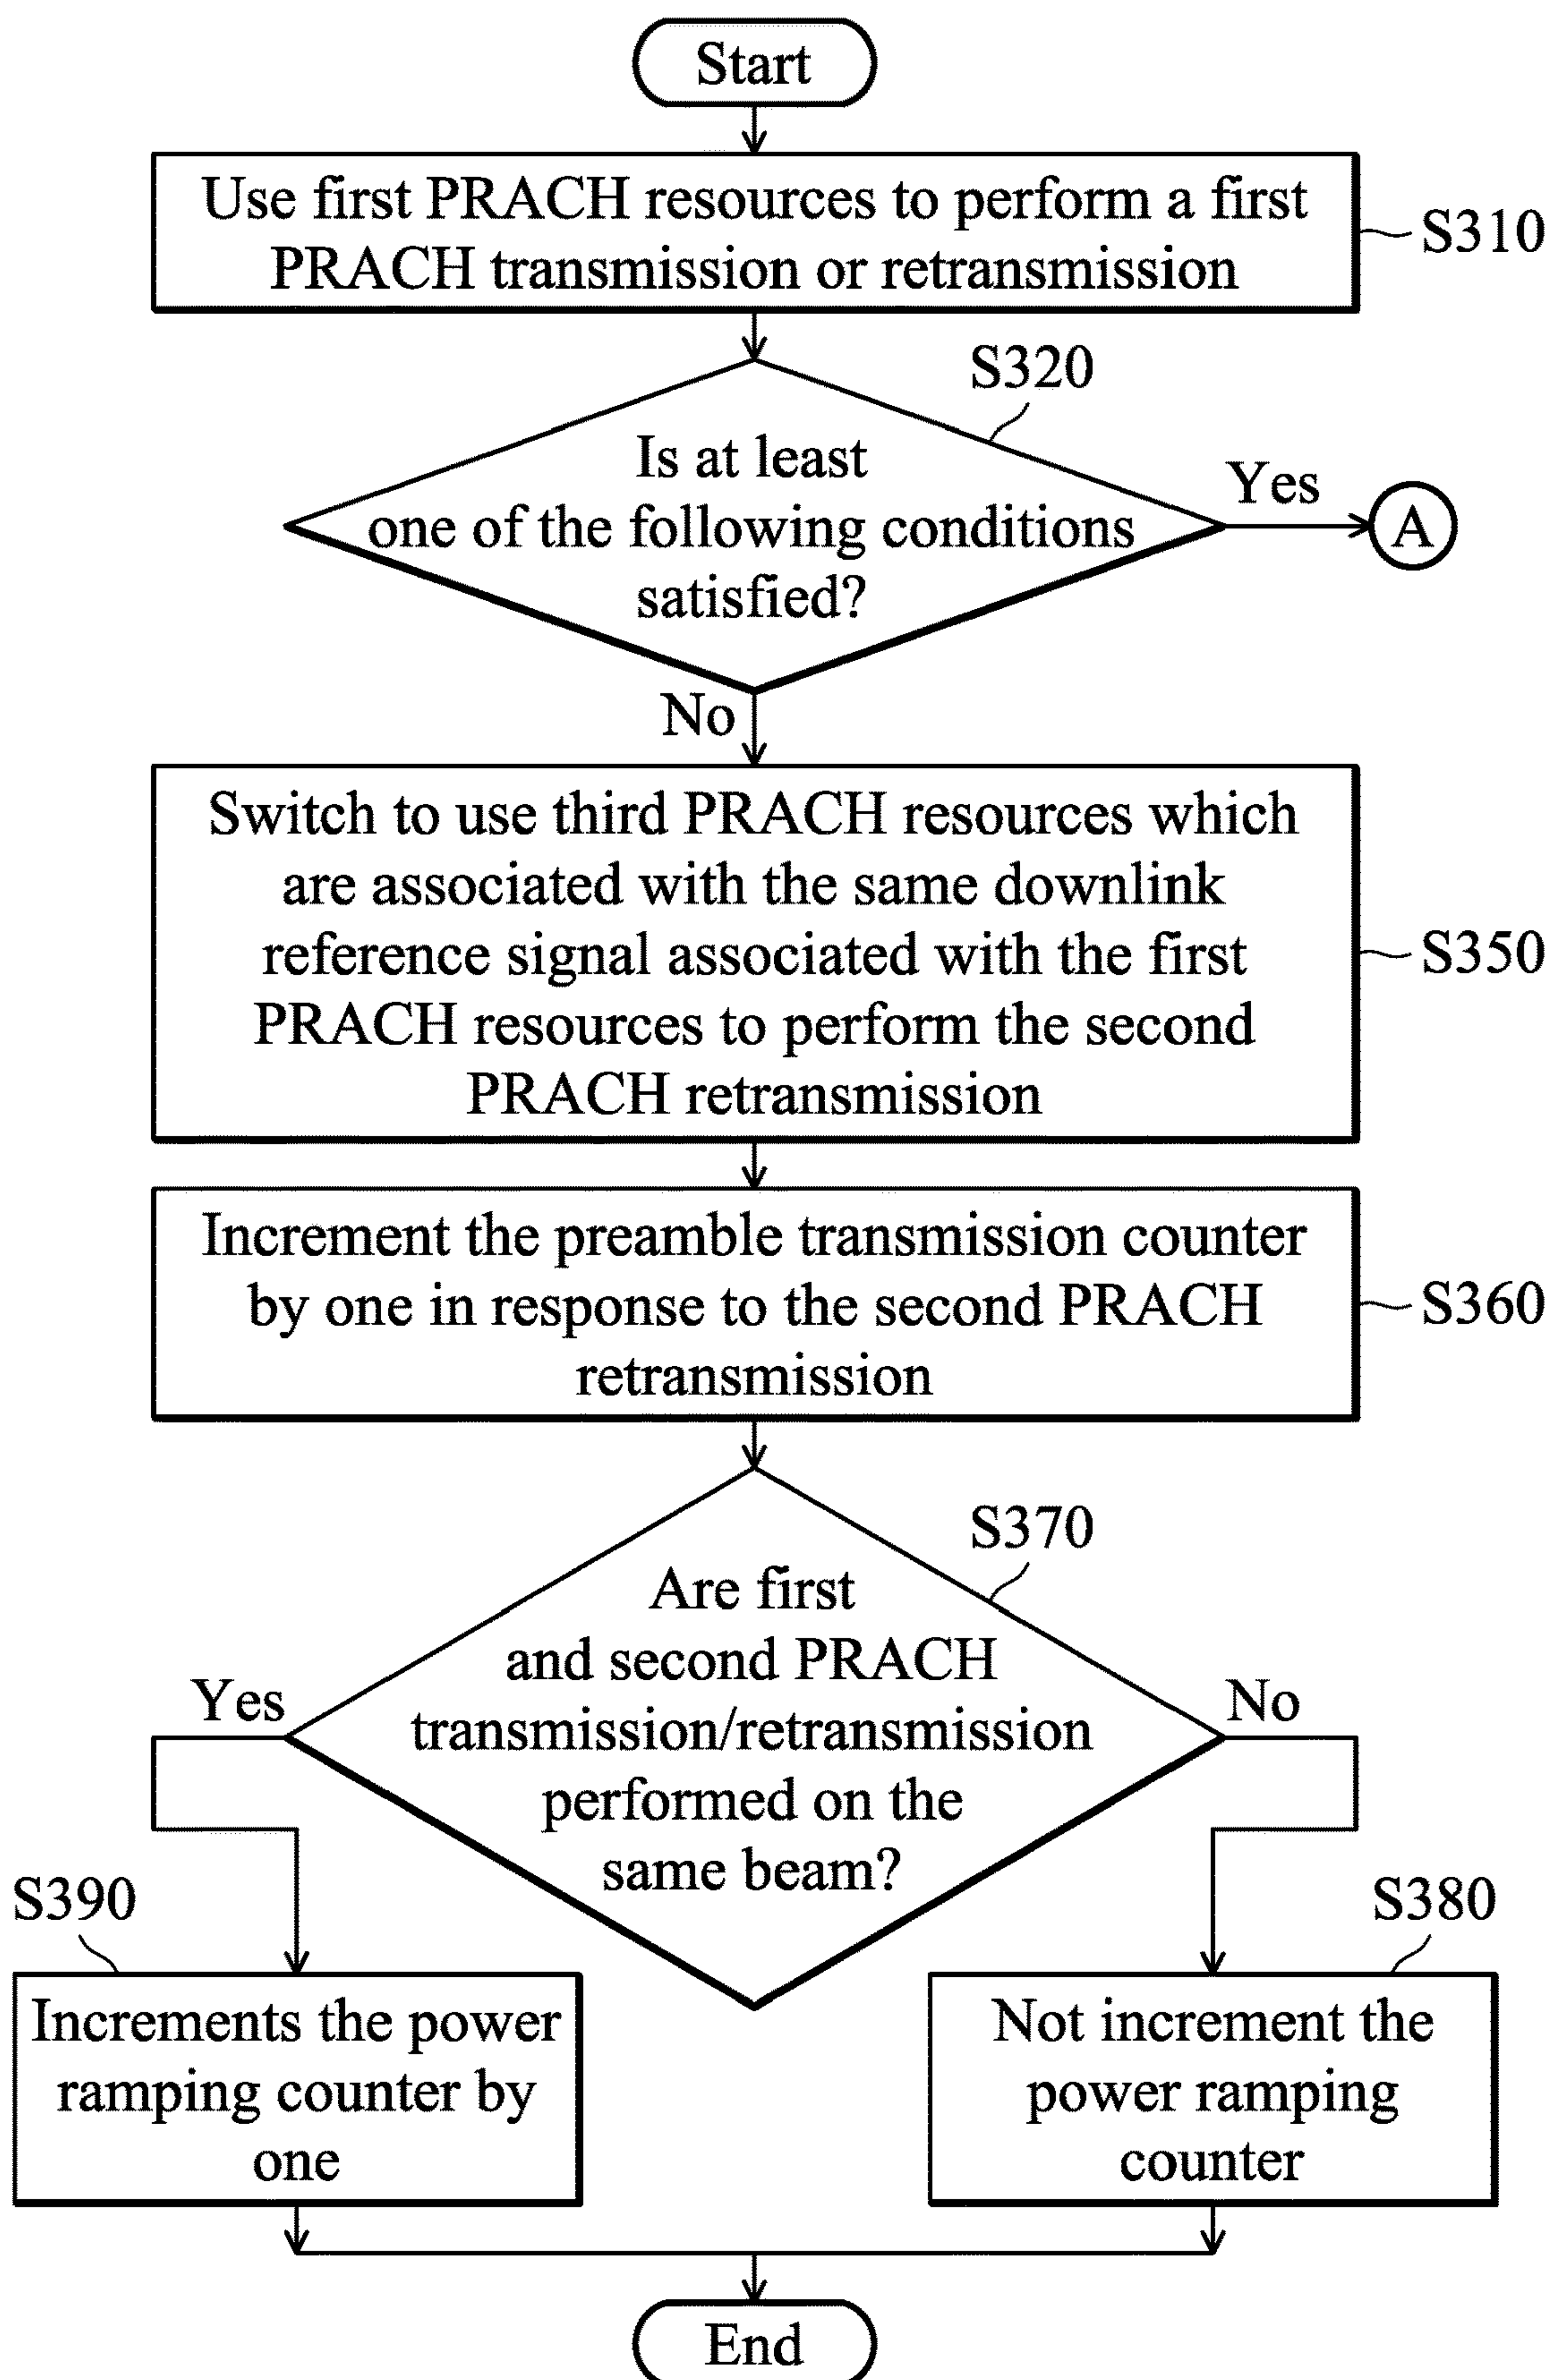 Start
Use first PRACH resources to perform a first
PRACH transmission or retransmission
S310
S320
Is at least
one of the following conditions
satisfied?
Yes
A
No
Switch to use third PRACH resources which
are associated with the same downlink
reference signal associated with the first
PRACH resources to perform the second
PRACH retransmission
S350
Increment the preamble transmission counter
by one in response to the second PRACH
retransmission
S360
S370
Are first
and second PRACH
transmission/retransmission
performed on the
same beam?
Yes
No
S390
Increments the power
ramping counter by
one
S380
Not increment the
power ramping
counter
End